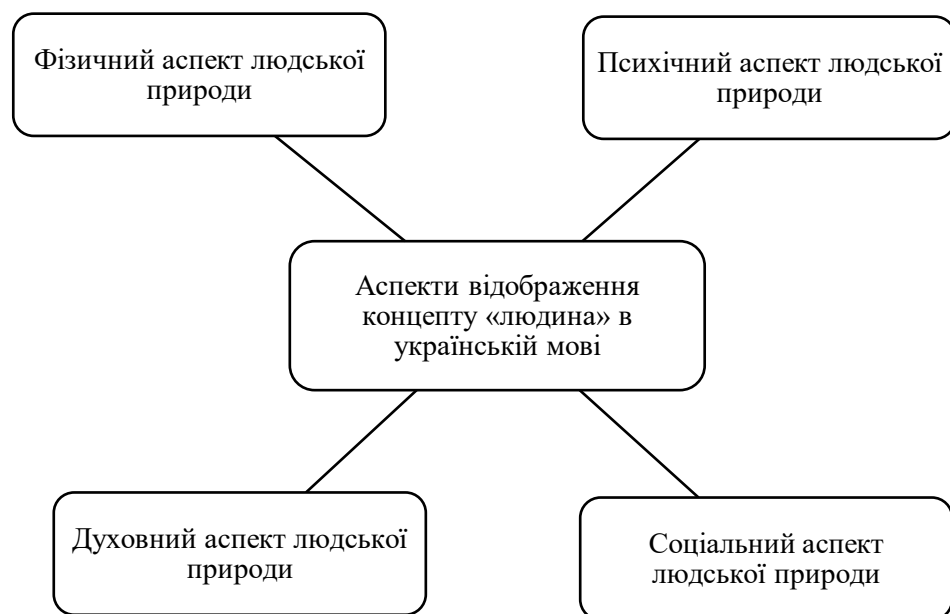 Фізичний аспект людської
природи
Психічний аспект людської
природи
Аспекти відображення
концепту «людина» в
українській мові
Духовний аспект людської
природи
Соціальний аспект
людської природи